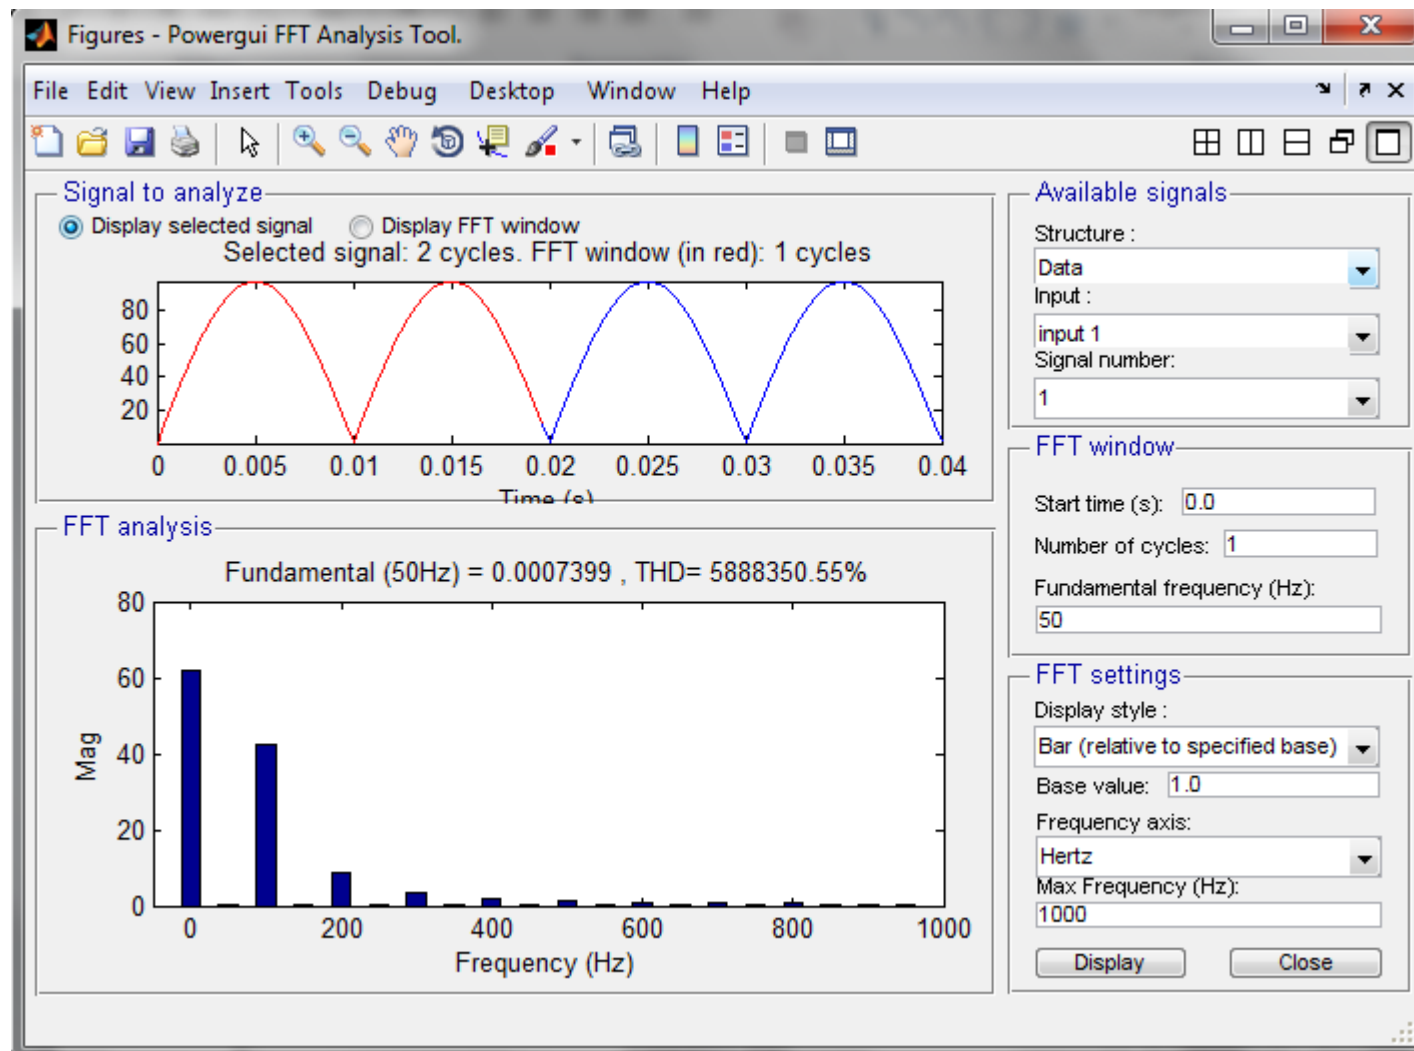 Figures - Powergui FFT Analysis Tool.
File Edit View Insert Tools Debug Desktop Window Help
Signal to analyze
Display selected signal Display FFT window
Selected signal: 2 cycles. FFT window (in red): 1 cycles
80
60
40
20
0 0.005 0.01 0.015 0.02 0.025 0.03 0.035 0.04
Time (s)
FFT analysis
Fundamental (50Hz) = 0.0007399 , THD= 5888350.55%
80
60
40
20
0
Mag
0 200 400 600 800 1000
Frequency (Hz)
Available signals
Structure :
Data
Input :
input 1
Signal number:
1
FFT window
Start time (s): 0.0
Number of cycles: 1
Fundamental frequency (Hz):
50
FFT settings
Display style :
Bar (relative to specified base)
Base value: 1.0
Frequency axis:
Hertz
Max Frequency (Hz):
1000
Display Close